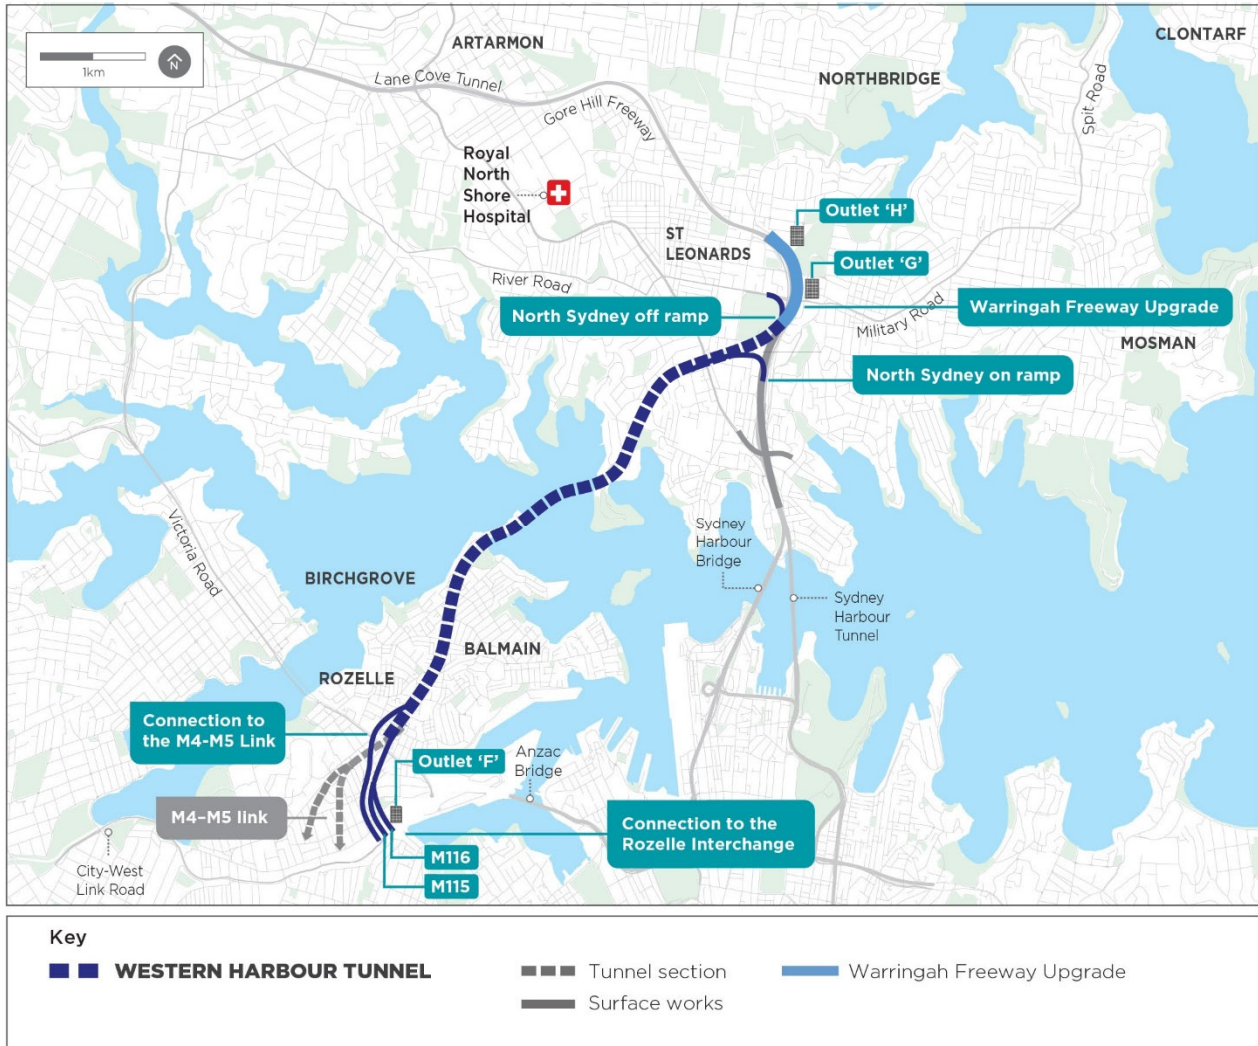 ARTARMON
CLONTARF
1km
N
NORTHBRIDGE
Lane Cove Tunnel
Gore Hill Freeway
Spit Road
Royal
North
Shore
Hospital
Outlet ‘H’
ST
LEONARDS
Outlet ‘G’
River Road
North Sydney off ramp
Warringah Freeway Upgrade
Military Road
MOSMAN
North Sydney on ramp
Victoria Road
Sydney
Harbour
Bridge
BIRCHGROVE
Sydney
Harbour
Tunnel
BALMAIN
ROZELLE
Connection to
the M4-M5 Link
Outlet ‘F’
Anzac
Bridge
M4–M5 link
Connection to the
Rozelle Interchange
M116
City-West
Link Road
M115
Key
WESTERN HARBOUR TUNNEL
Tunnel section
Warringah Freeway Upgrade
Surface works